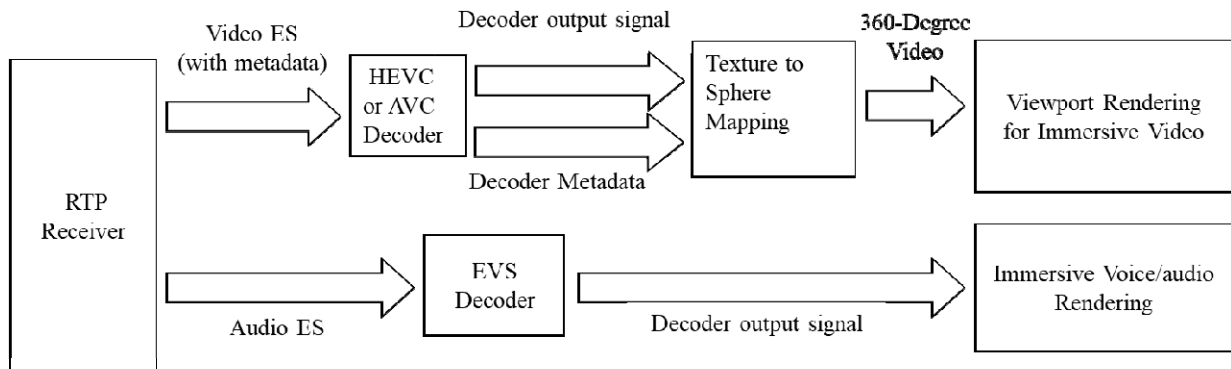 Video ES
(with metadata)
Decoder output signal
360-Degree
Video
HEVC
or AVC
Decoder
Texture to
Sphere
Mapping
Viewport Rendering
for Immersive Video
Decoder Metadata
RTP
Receiver
EVS
Decoder
Immersive Voice/audio
Rendering
Audio ES
Decoder output signal